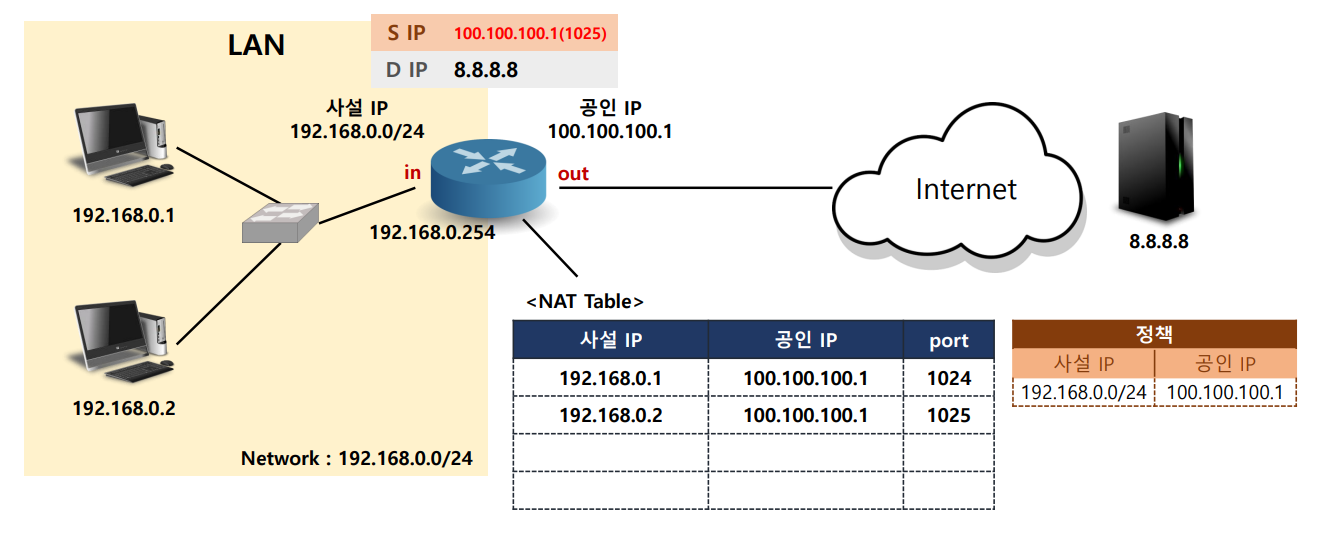 LAN
S IP 100.100.100.1(1025)
D IP 8.8.8.8
사설 IP
192.168.0.0/24
공인 IP
100.100.100.1
in
out
192.168.0.1
192.168.0.254
Internet
8.8.8.8
192.168.0.2
Network : 192.168.0.0/24
<NAT Table>
사설 IP 공인 IP port
192.168.0.1 100.100.100.1 1024
192.168.0.2 100.100.100.1 1025
정책
사설 IP 공인 IP
192.168.0.0/24 100.100.100.1